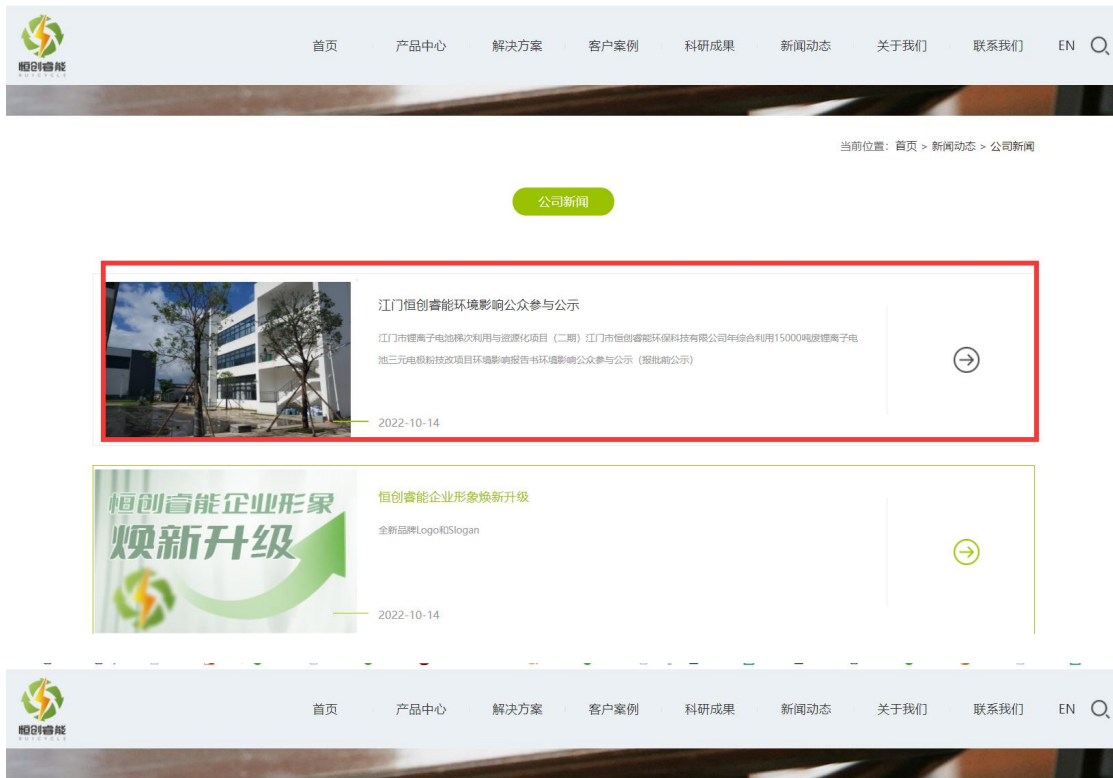 恒创睿能
RUICYCLE
首页
产品中心
解决方案
客户案例
科研成果
新闻动态
关于我们
联系我们
EN
当前位置：首页 > 新闻动态 > 公司新闻
公司新闻
江门恒创睿能环境影响公众参与公示
江门市锂离子电池梯次利用与资源化项目（二期）江门市恒创睿能环保科技有限公司年综合利用15000吨废锂离子电
池三元电极粉技改项目环境影响报告书环境影响公众参与公示（报批前公示）
2022-10-14
恒创睿能企业形象
焕新升级
恒创睿能企业形象焕新升级
全新品牌Logo和Slogan
2022-10-14
恒创睿能
RUICYCLE
首页
产品中心
解决方案
客户案例
科研成果
新闻动态
关于我们
联系我们
EN